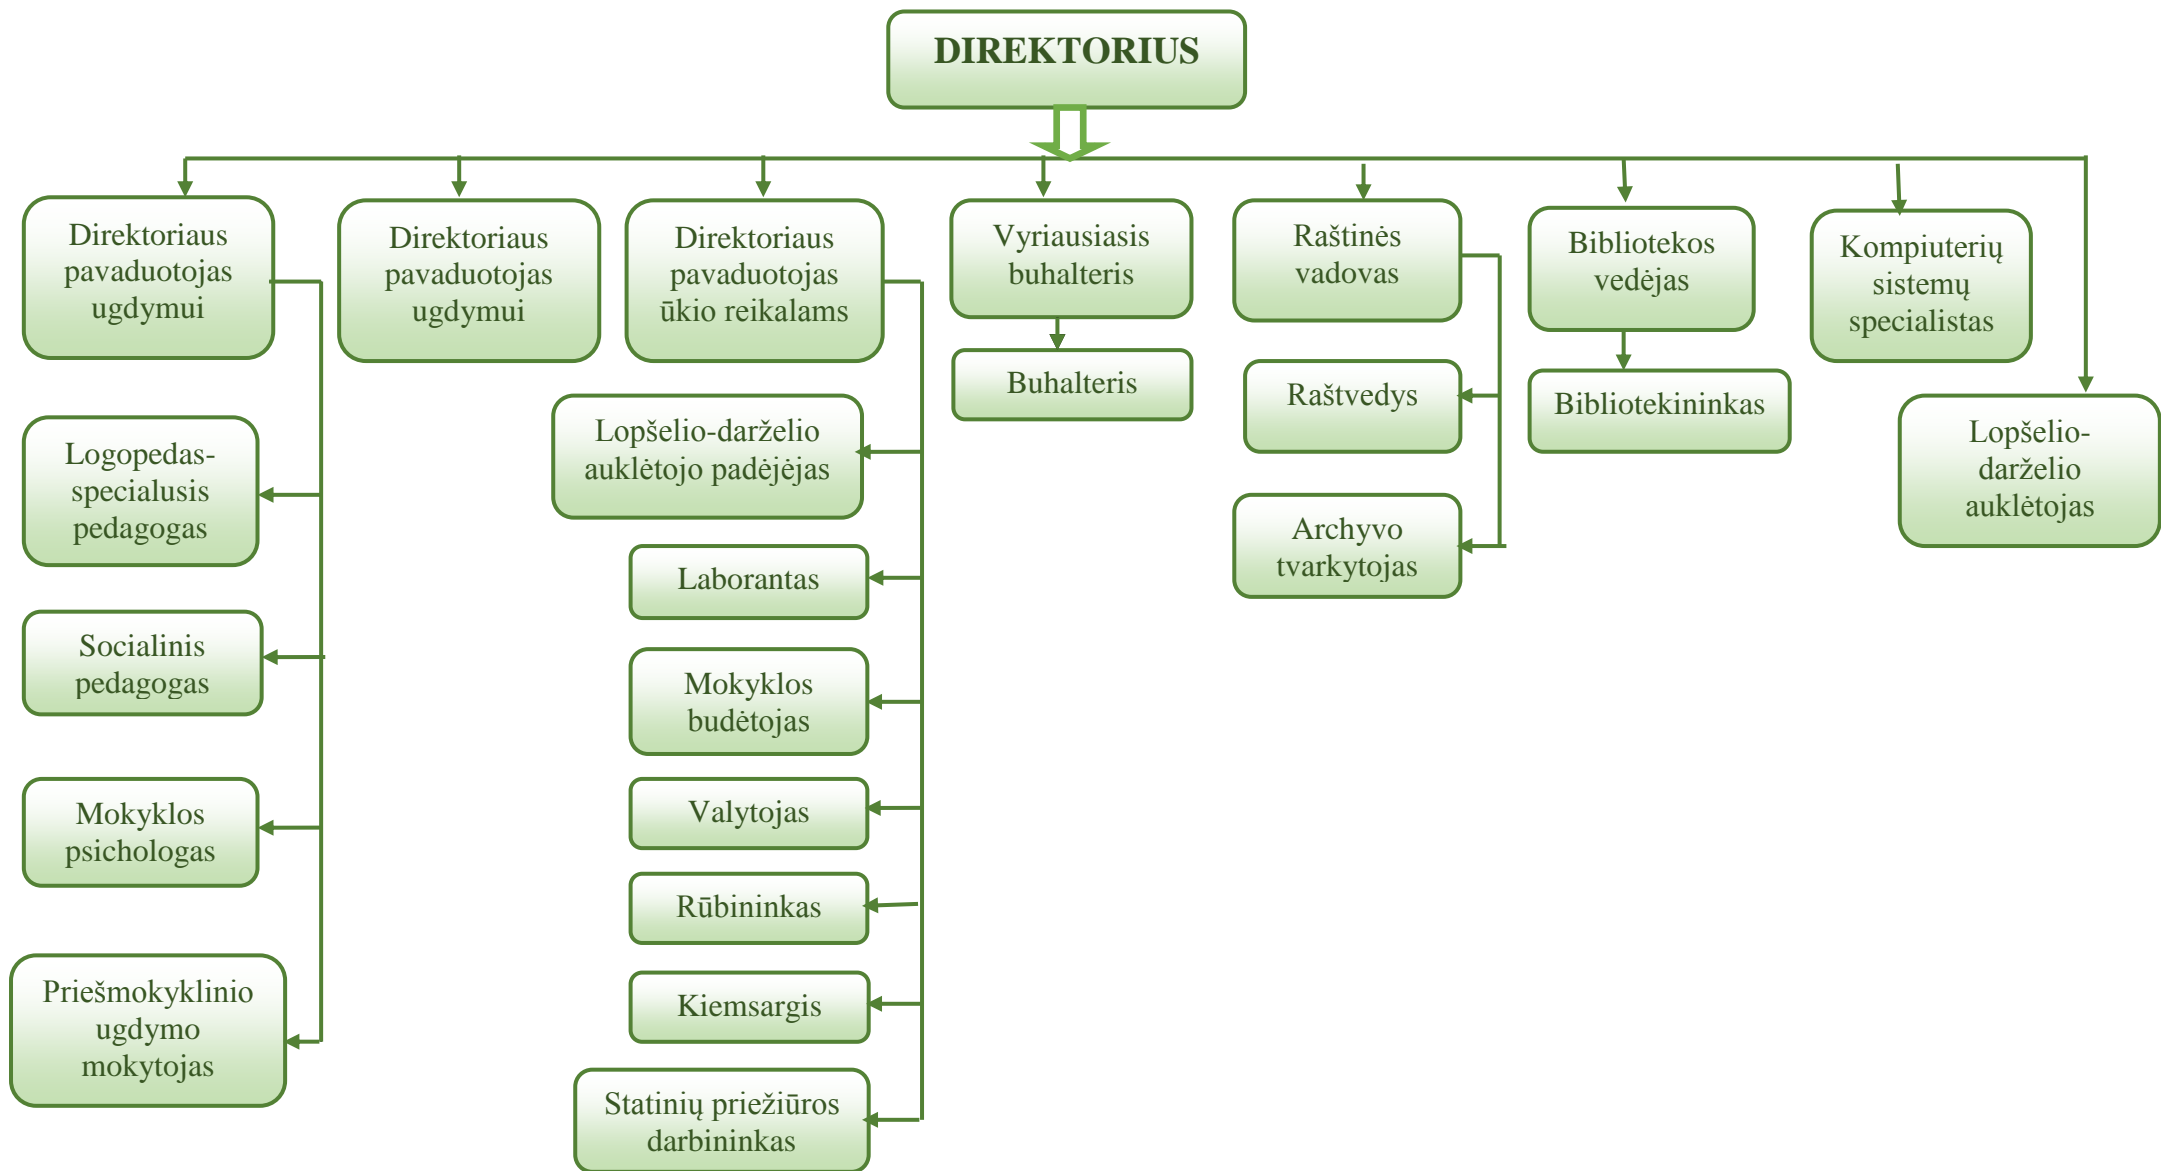 DIREKTORIUS
Direktoriaus
pavaduotojas
ugdymui
Direktoriaus
pavaduotojas
ugdymui
Direktoriaus
pavaduotojas
ūkio reikalams
Vyriausiasis
buhalteris
Raštinės
vadovas
Bibliotekos
vedėjas
Kompiuterių
sistemų
specialistas
Lopšelio-
darželio
auklėtojas
Logopedas-
specialusis
pedagogas
Socialinis
pedagogas
Mokyklos
psichologas
Priešmokyklinio
ugdymo
mokytojas
Lopšelio-darželio
auklėtojo padėjėjas
Laborantas
Mokyklos
budėtojas
Valytojas
Rūbininkas
Kiemsargis
Statinių priežiūros
darbininkas
Buhalteris
Raštvedys
Archyvo
tvarkytojas
Bibliotekininkas